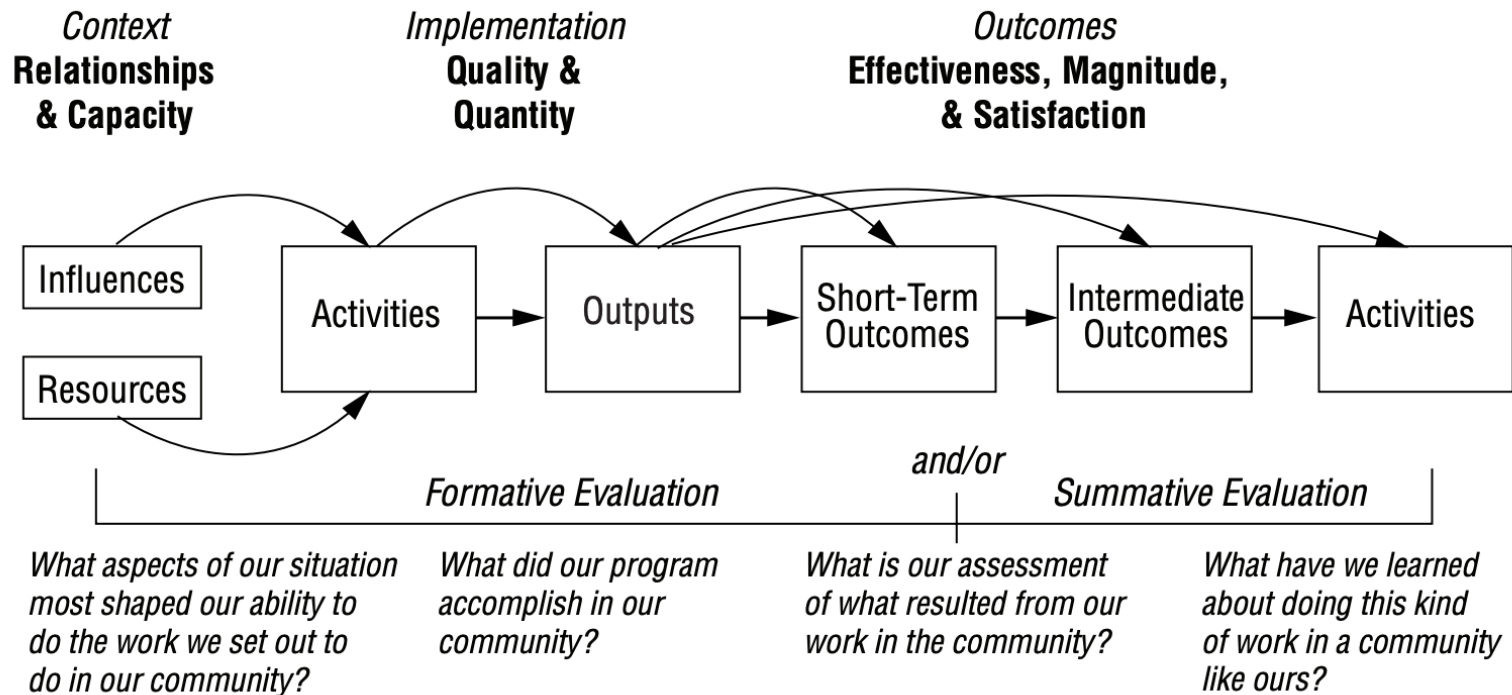 Context
Relationships
& Capacity
Implementation
Quality &
Quantity
Outcomes
Effectiveness, Magnitude,
& Satisfaction
Influences
Resources
Activities
Outputs
Short-Term
Outcomes
Intermediate
Outcomes
Activities
and/or
Formative Evaluation
Summative Evaluation
What aspects of our situation
most shaped our ability to
do the work we set out to
do in our community?
What did our program
accomplish in our
community?
What is our assessment
of what resulted from our
work in the community?
What have we learned
about doing this kind
of work in a community
like ours?